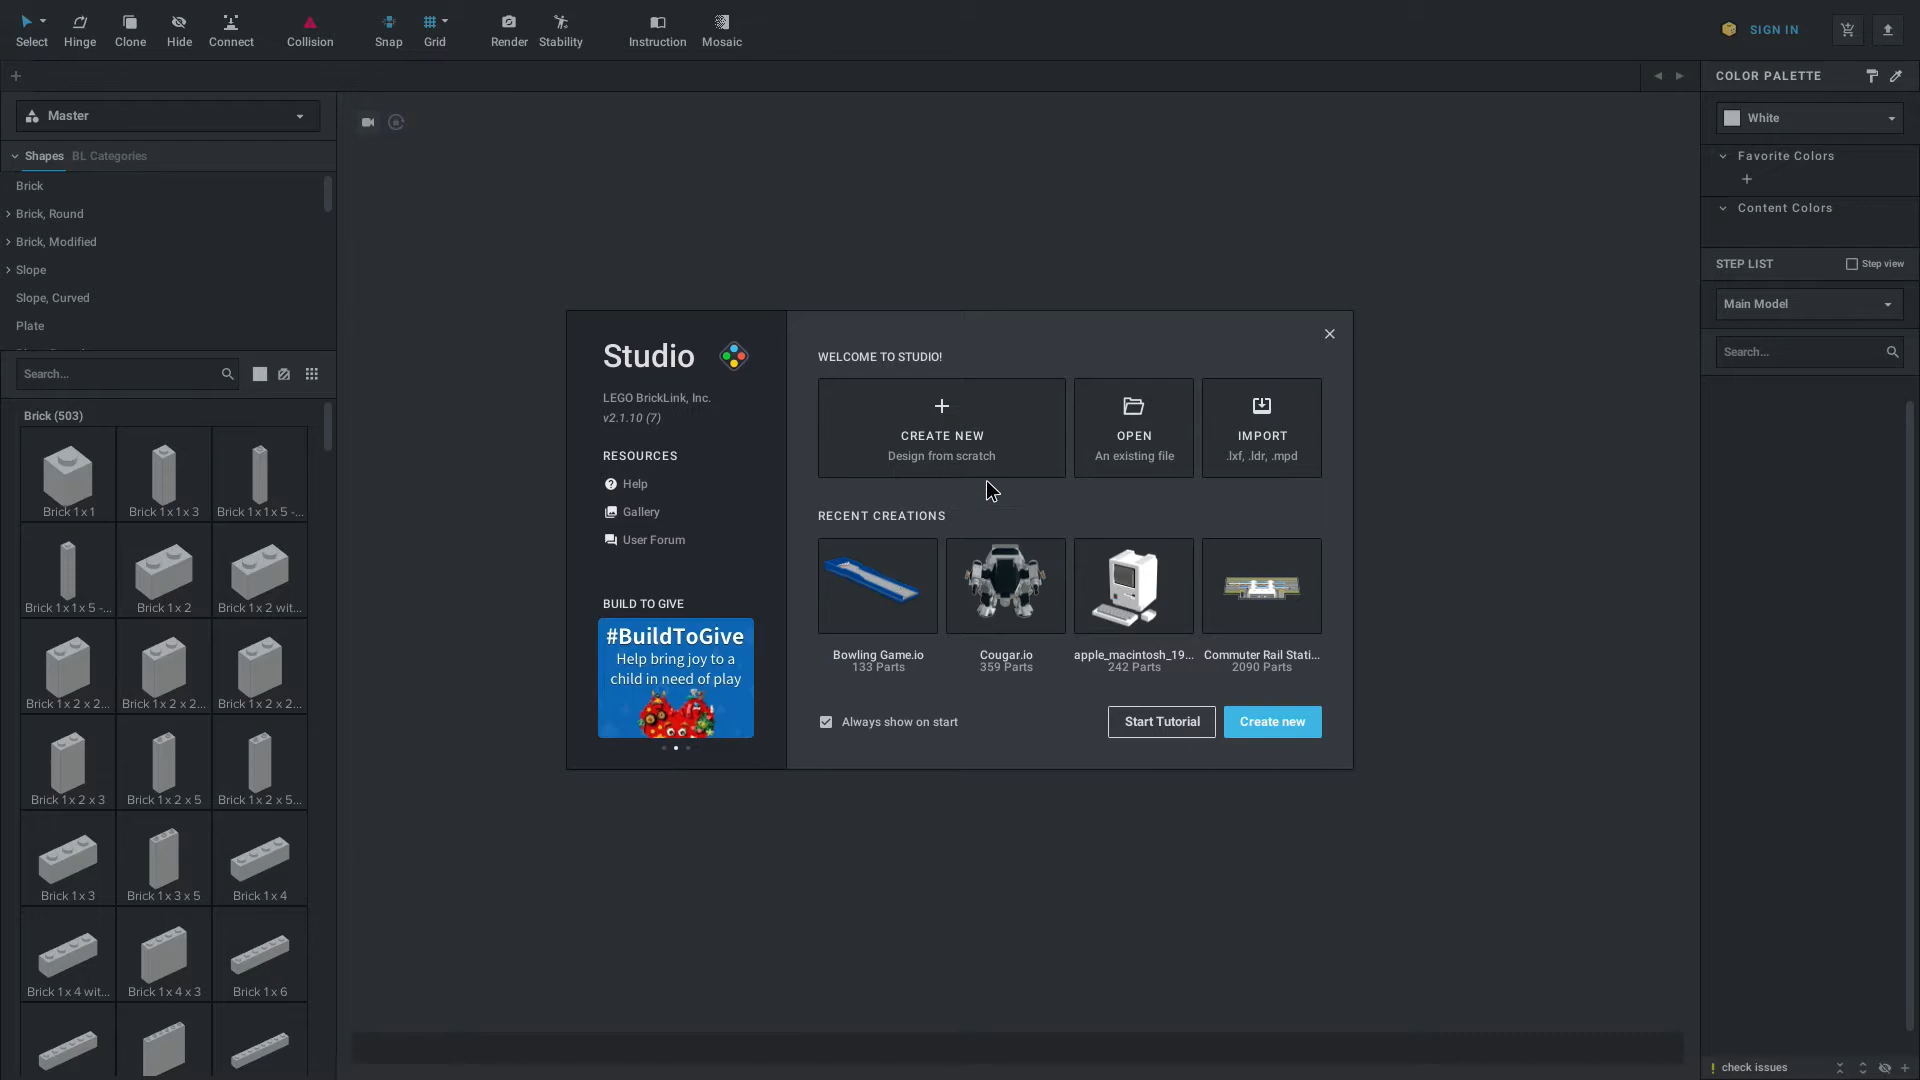 Select
Hinge
Clone
Hide
Connect
Collision
Snap
Grid
Render
Stability
Instruction
Mosaic
SIGN IN
Master
Shapes
BL Categories
Brick
Brick, Round
Brick, Modified
Slope
Slope, Curved
Plate
Search...
Brick (503)
Brick 1 x 1
Brick 1 x 1 x 3
Brick 1 x 1 x 5 -...
Brick 1 x 1 x 5 -...
Brick 1 x 2
Brick 1 x 2 wit...
Brick 1 x 2 x 2...
Brick 1 x 2 x 2...
Brick 1 x 2 x 2...
Brick 1 x 2 x 3
Brick 1 x 2 x 5
Brick 1 x 2 x 5...
Brick 1 x 3
Brick 1 x 3 x 5
Brick 1 x 4
Brick 1 x 4 wit...
Brick 1 x 4 x 3
Brick 1 x 6
Studio
LEGO BrickLink, Inc.
v2.1.10 (7)
RESOURCES
Help
Gallery
User Forum
BUILD TO GIVE
#BuildToGive
Help bring joy to a
child in need of play
WELCOME TO STUDIO!
CREATE NEW
Design from scratch
OPEN
An existing file
IMPORT
.lxf, .ldr, .mpd
RECENT CREATIONS
Bowling Game.io
133 Parts
Cougar.io
359 Parts
apple_macintosh_19...
242 Parts
Commuter Rail Stati...
2090 Parts
Always show on start
Start Tutorial
Create new
COLOR PALETTE
White
Favorite Colors
Content Colors
STEP LIST
Step view
Main Model
Search...
check issues